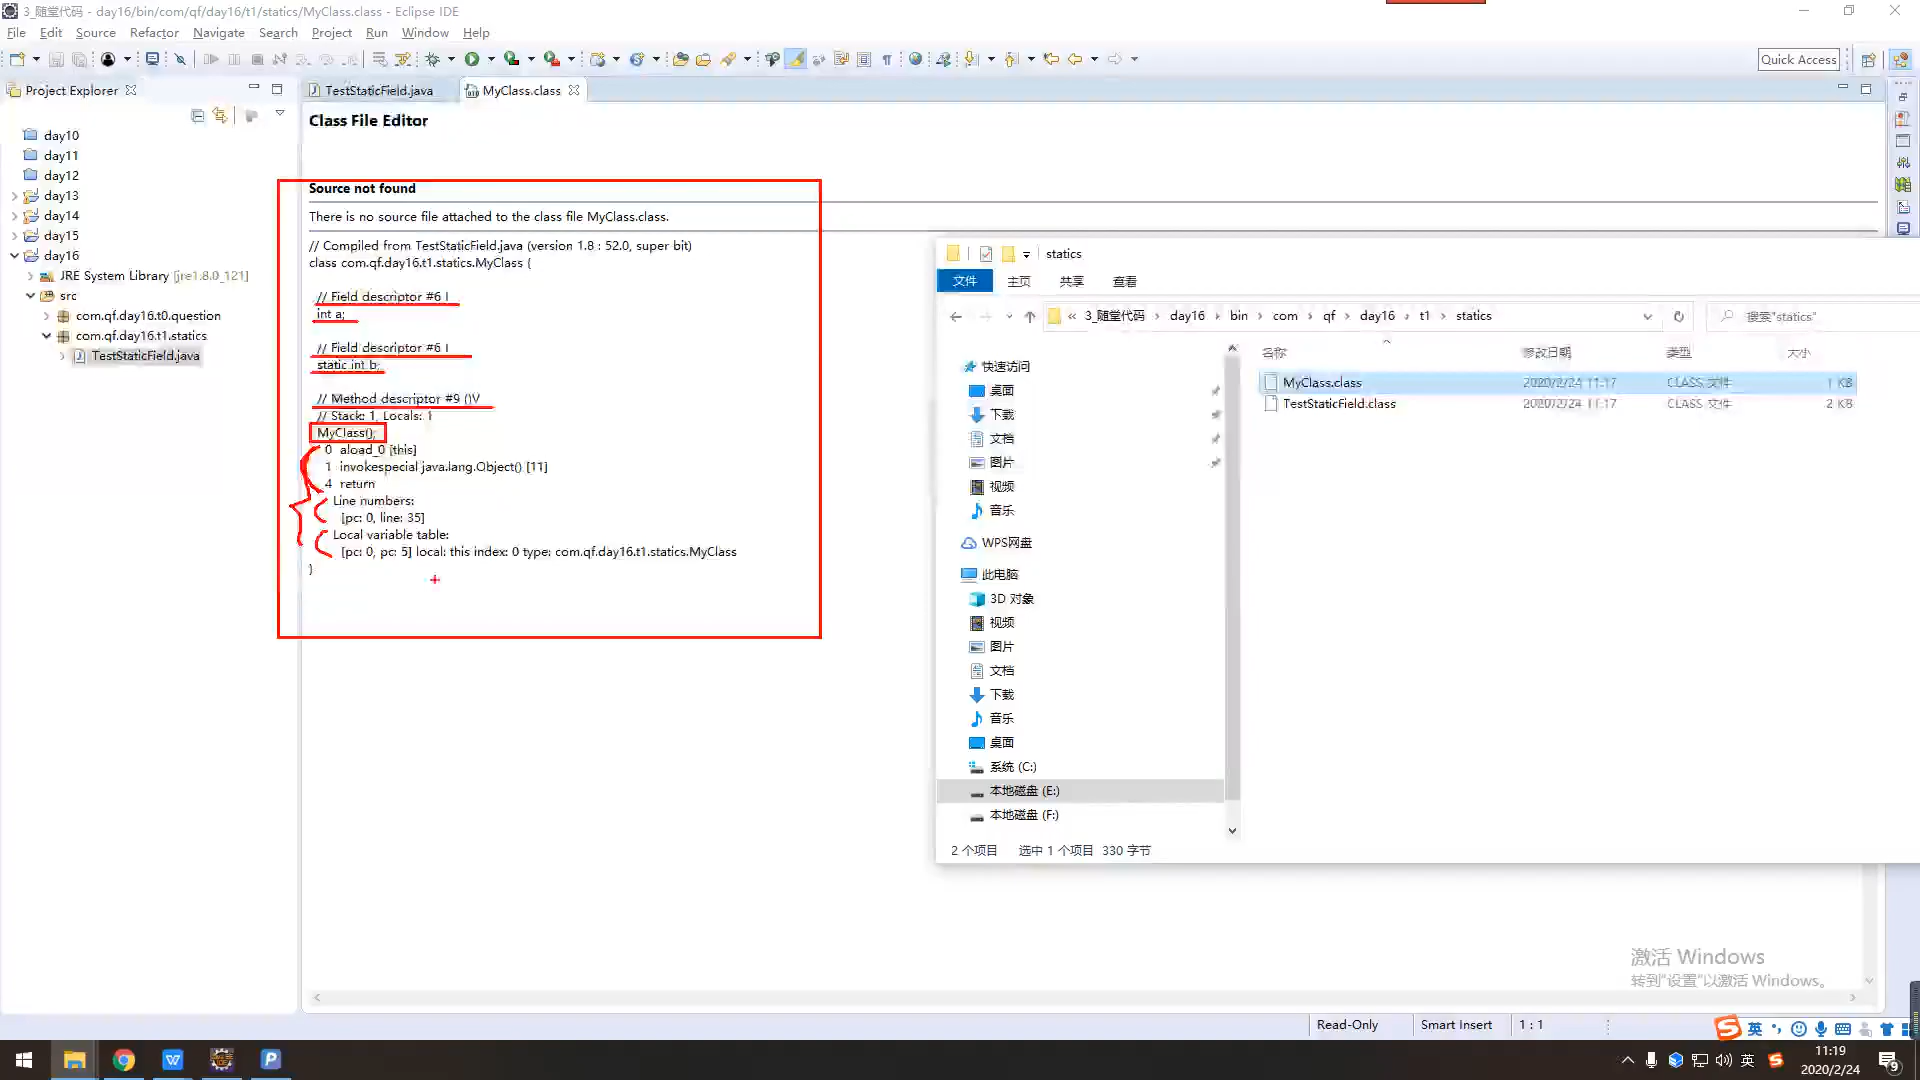 3_随堂代码 - day16/bin/com/qf/day16/t1/statics/MyClass.class - Eclipse IDE
File Edit Source Refactor Navigate Search Project Run Window Help
Quick Access
Project Explorer
TestStaticField.java
MyClass.class
day10
day11
day12
day13
day14
day15
day16
JRE System Library [jre1.8.0_121]
src
com.qf.day16.t0.question
com.qf.day16.t1.statics
TestStaticField.java
Class File Editor
Source not found
There is no source file attached to the class file MyClass.class.
// Compiled from TestStaticField.java (version 1.8 : 52.0, super bit)
class com.qf.day16.t1.statics.MyClass {
// Field descriptor #6 I
int a;
// Field descriptor #6 I
static int b;
// Method descriptor #9 ()V
// Stack: 1, Locals: 1
MyClass();
0 aload_0 [this]
1 invokespecial java.lang.Object() [11]
4 return
Line numbers:
[pc: 0, line: 35]
Local variable table:
[pc: 0, pc: 5] local: this index: 0 type: com.qf.day16.t1.statics.MyClass
}
statics
文件 主页 共享 查看
« 3_随堂代码 › day16 › bin › com › qf › day16 › t1 › statics
搜索"statics"
快速访问
桌面
下载
文档
图片
视频
音乐
WPS网盘
此电脑
3D 对象
视频
图片
文档
下载
音乐
桌面
系统 (C:)
本地磁盘 (E:)
本地磁盘 (F:)
名称 修改日期 类型 大小
MyClass.class 2020/2/24 11:17 CLASS 文件 1 KB
TestStaticField.class 2020/2/24 11:17 CLASS 文件 2 KB
2 个项目 选中 1 个项目 330 字节
激活 Windows
转到"设置"以激活 Windows。
Read-Only Smart Insert 1 : 1
英
英
11:19
2020/2/24
9